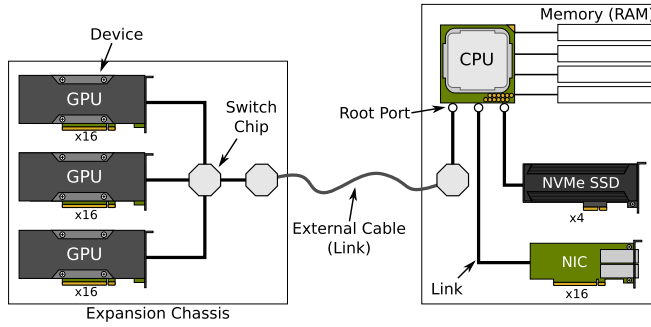 Device
GPU
x16
GPU
x16
GPU
x16
Switch
Chip
Expansion Chassis
External Cable
(Link)
Memory (RAM)
CPU
Root Port
NVMe SSD
x4
Link
NIC
x16